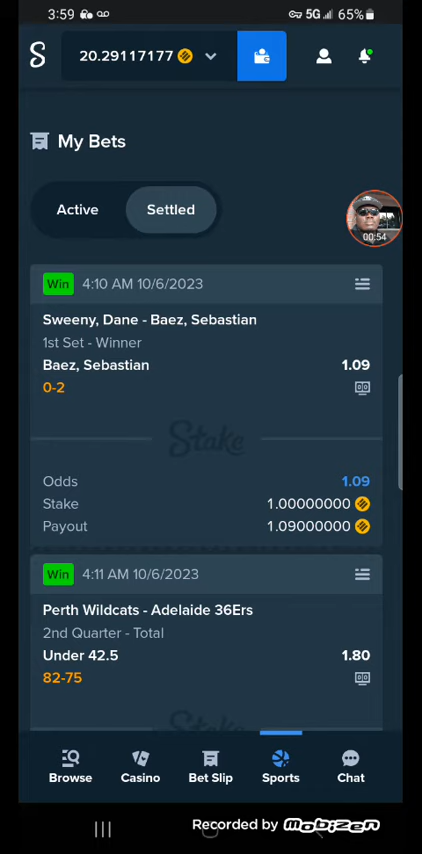 3:59 5G 65%
S 20.29117177
My Bets
Active Settled
00:54
Win 4:10 AM 10/6/2023
Sweeny, Dane - Baez, Sebastian
1st Set - Winner
Baez, Sebastian 1.09
0-2
Stake
Odds 1.09
Stake 1.00000000
Payout 1.09000000
Win 4:11 AM 10/6/2023
Perth Wildcats - Adelaide 36Ers
2nd Quarter - Total
Under 42.5 1.80
82-75
Stake
Browse Casino Bet Slip Sports Chat
Recorded by MOBIZEN